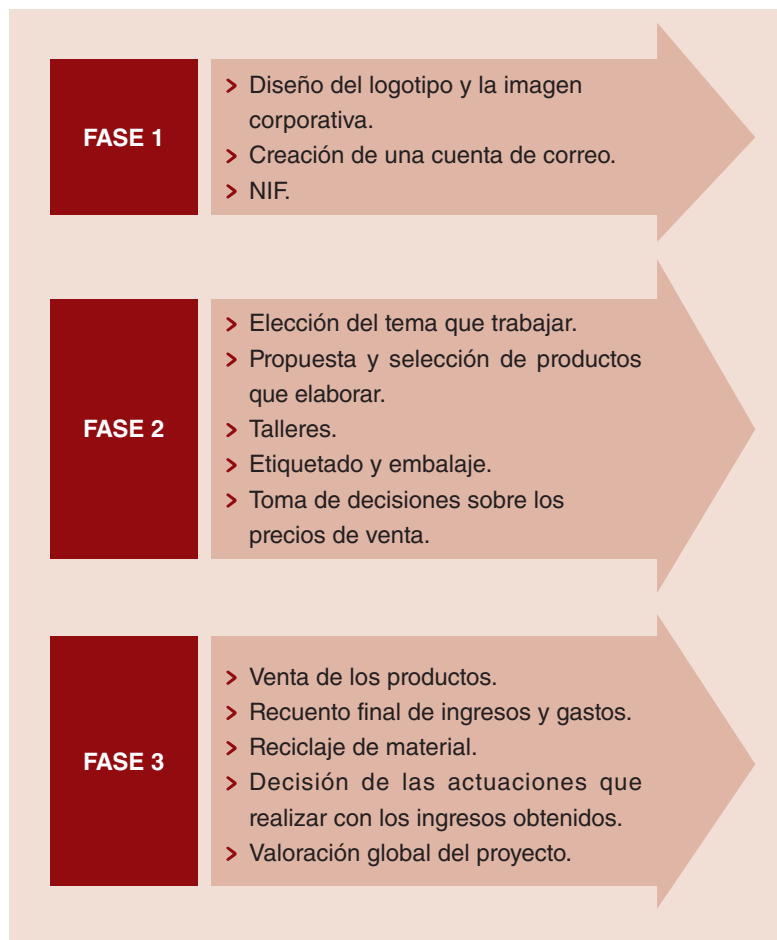 FASE 1
> Diseño del logotipo y la imagen
corporativa.
> Creación de una cuenta de correo.
> NIF.
FASE 2
> Elección del tema que trabajar.
> Propuesta y selección de productos
que elaborar.
> Talleres.
> Etiquetado y embalaje.
> Toma de decisiones sobre los
precios de venta.
FASE 3
> Venta de los productos.
> Recuento final de ingresos y gastos.
> Reciclaje de material.
> Decisión de las actuaciones que
realizar con los ingresos obtenidos.
> Valoración global del proyecto.